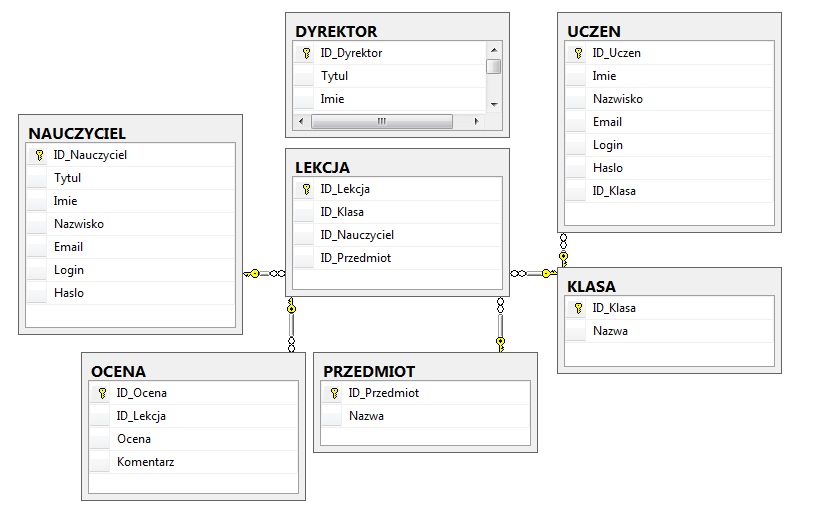 DYREKTOR
ID_Dyrektor
Tytul
Imie
UCZEN
ID_Uczen
Imie
Nazwisko
Email
Login
Haslo
ID_Klasa
NAUCZYCIEL
ID_Nauczyciel
Tytul
Imie
Nazwisko
Email
Login
Haslo
LEKCJA
ID_Lekcja
ID_Klasa
ID_Nauczyciel
ID_Przedmiot
KLASA
ID_Klasa
Nazwa
OCENA
ID_Ocena
ID_Lekcja
Ocena
Komentarz
PRZEDMIOT
ID_Przedmiot
Nazwa